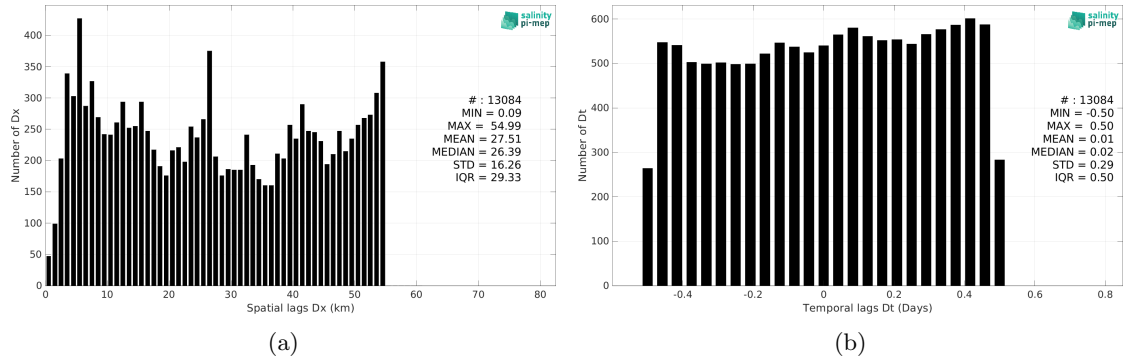 salinity
pi-mep
Number of Dx
400
350
300
250
200
150
100
50
0
# : 13084
MIN = 0.09
MAX = 54.99
MEAN = 27.51
MEDIAN = 26.39
STD = 16.26
IQR = 29.33
0 10 20 30 40 50 60 70 80
Spatial lags Dx (km)
(a)
salinity
pi-mep
Number of Dt
600
500
400
300
200
100
0
# : 13084
MIN = -0.50
MAX = 0.50
MEAN = 0.01
MEDIAN = 0.02
STD = 0.29
IQR = 0.50
-0.4 -0.2 0 0.2 0.4 0.6 0.8
Temporal lags Dt (Days)
(b)